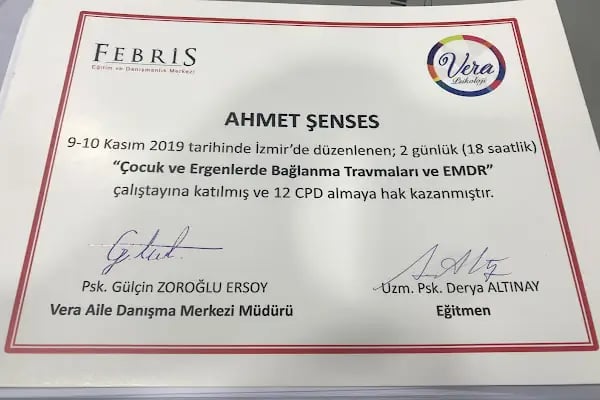 FEBRİS
Eğitim ve Danışmanlık Merkezi
Vera
Psikoloji
AHMET ŞENSES
9-10 Kasım 2019 tarihinde İzmir’de düzenlenen; 2 günlük (18 saatlik)
“Çocuk ve Ergenlerde Bağlanma Travmaları ve EMDR”
çalıştayına katılmış ve 12 CPD almaya hak kazanmıştır.
Psk. Gülçin ZOROĞLU ERSOY
Vera Aile Danışma Merkezi Müdürü
Uzm. Psk. Derya ALTINAY
Eğitmen